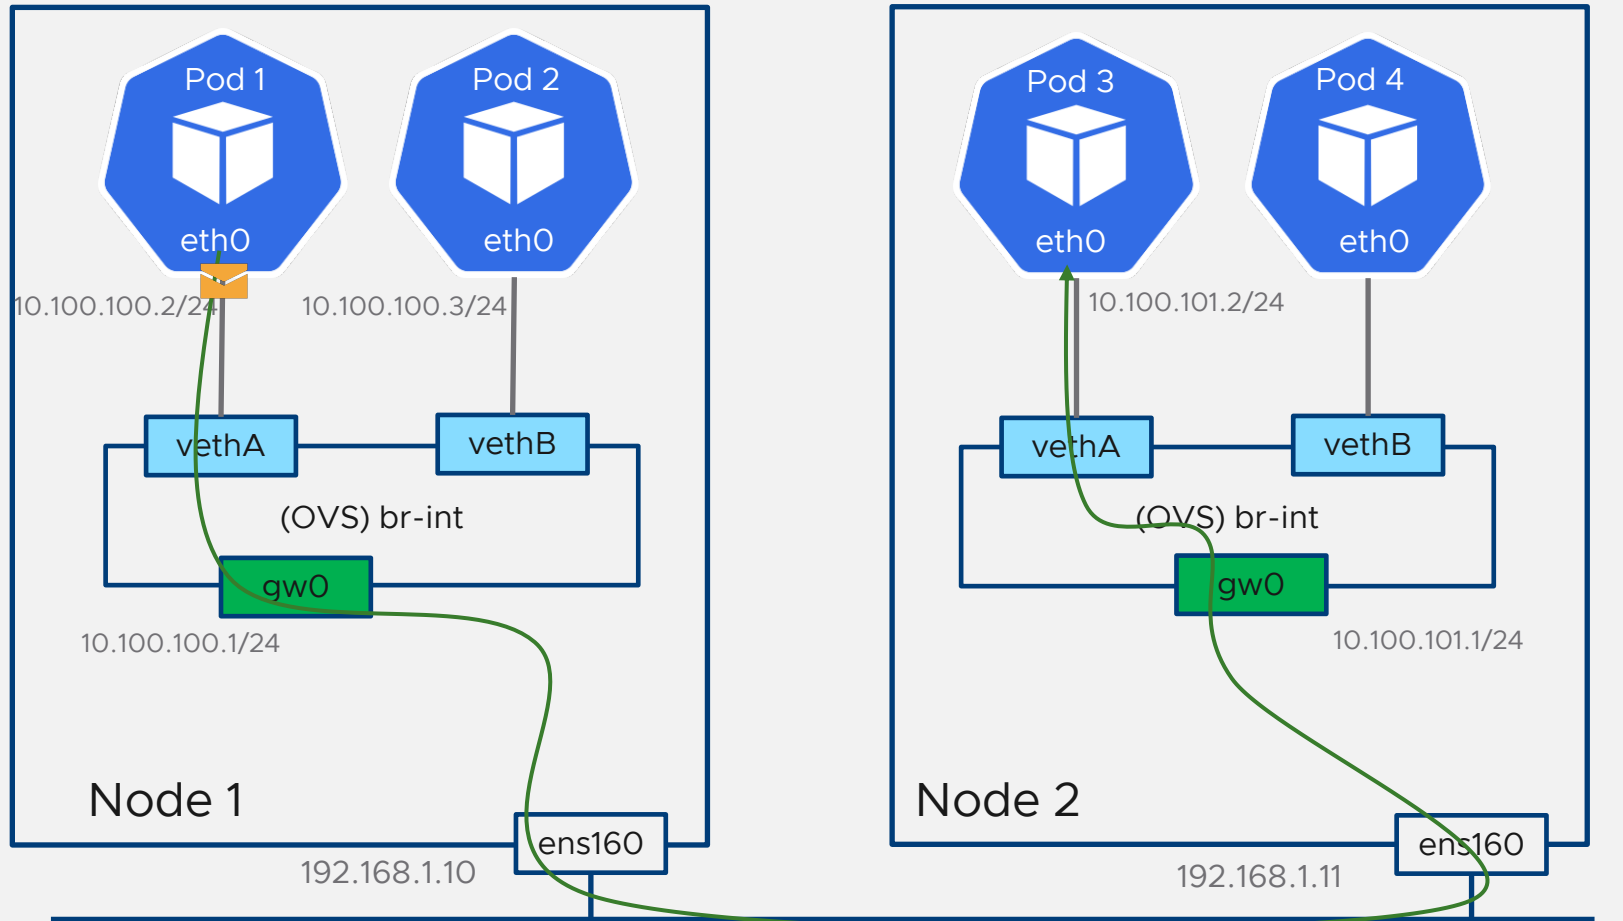 Pod 1
Pod 2
eth0
eth0
10.100.100.2/24
10.100.100.3/24
vethA
vethB
(OVS) br-int
gw0
10.100.100.1/24
Node 1
ens160
192.168.1.10
Pod 3
Pod 4
eth0
eth0
10.100.101.2/24
vethA
vethB
(OVS) br-int
gw0
10.100.101.1/24
Node 2
ens160
192.168.1.11